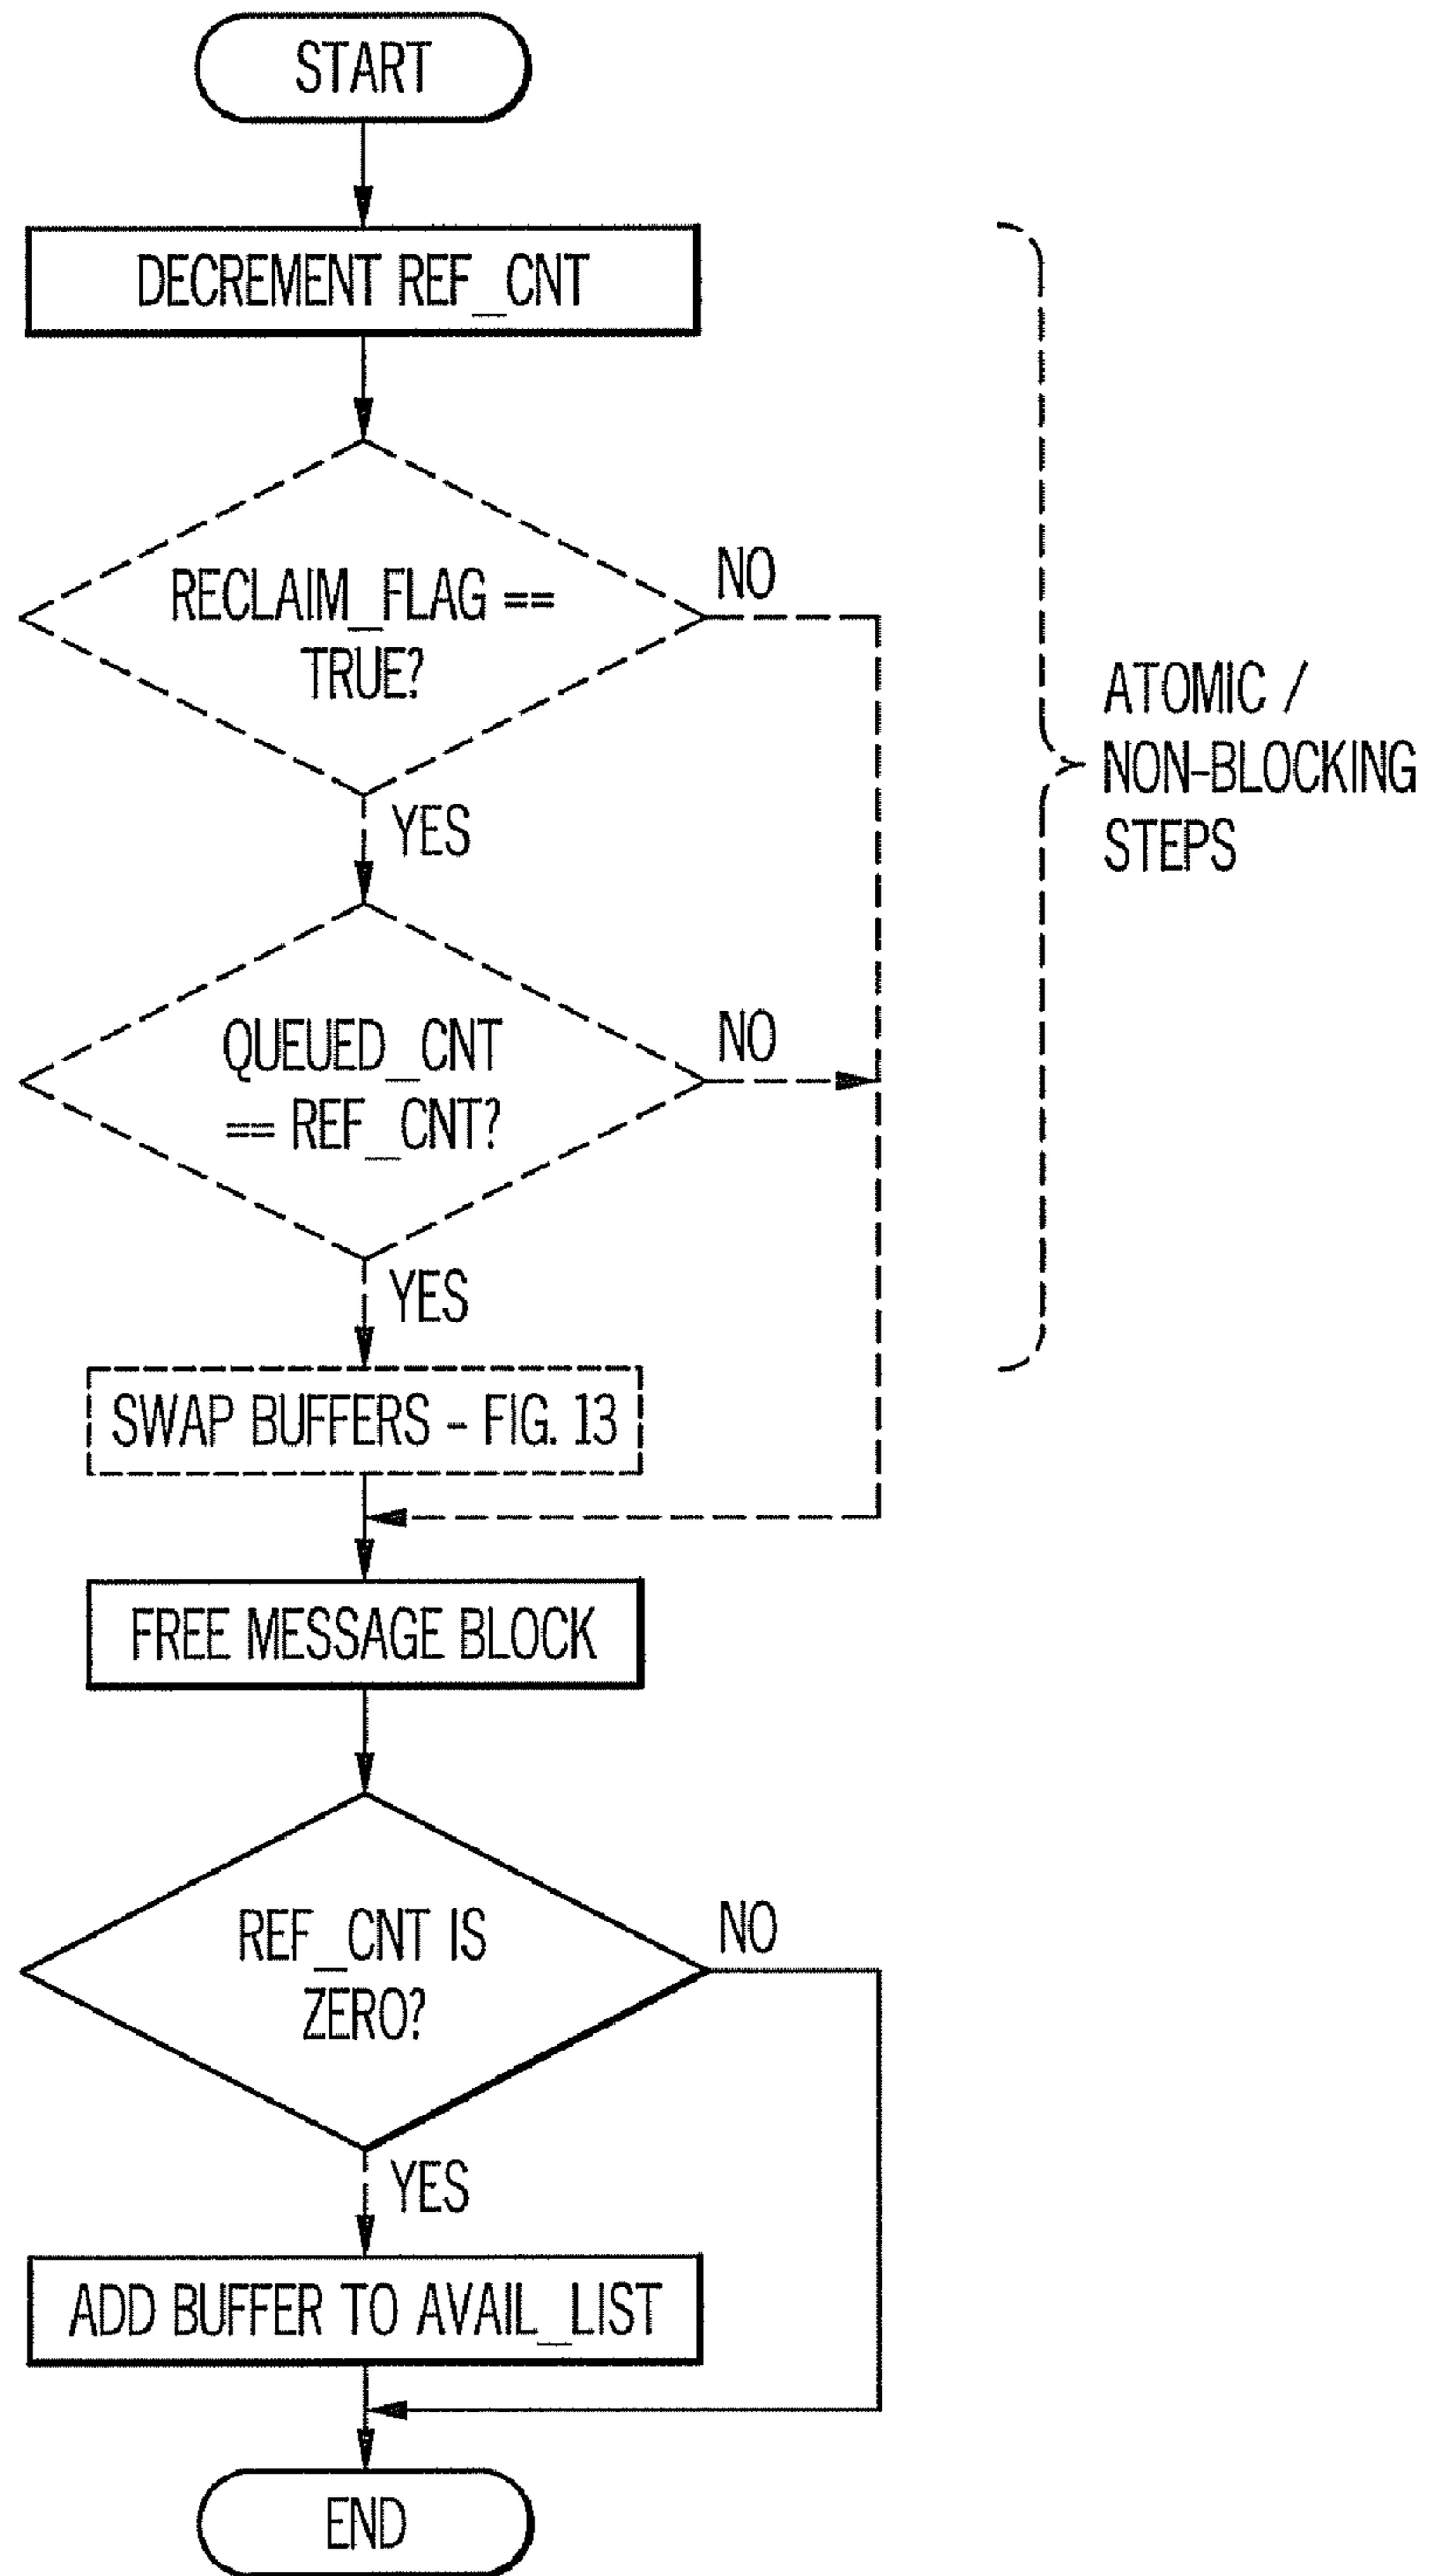 START
DECREMENT REF_CNT
RECLAIM_FLAG ==
TRUE?
NO
YES
ATOMIC /
NON-BLOCKING
STEPS
QUEUED_CNT
== REF_CNT?
NO
YES
SWAP BUFFERS - FIG. 13
FREE MESSAGE BLOCK
REF_CNT IS
ZERO?
NO
YES
ADD BUFFER TO AVAIL_LIST
END